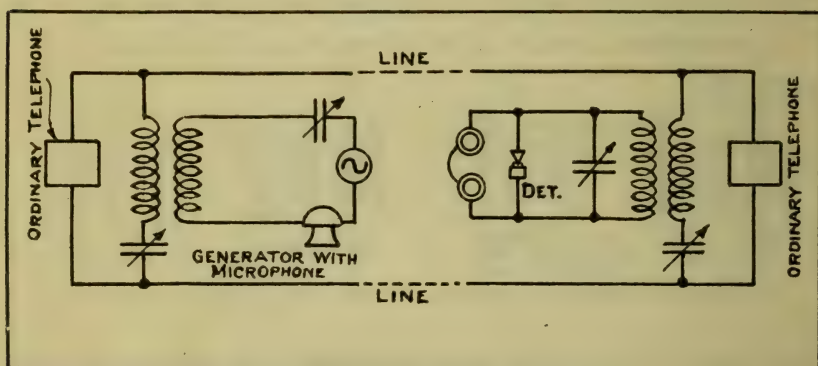 ORDINARY TELEPHONE
LINE
DET.
GENERATOR WITH
MICROPHONE
LINE
ORDINARY TELEPHONE